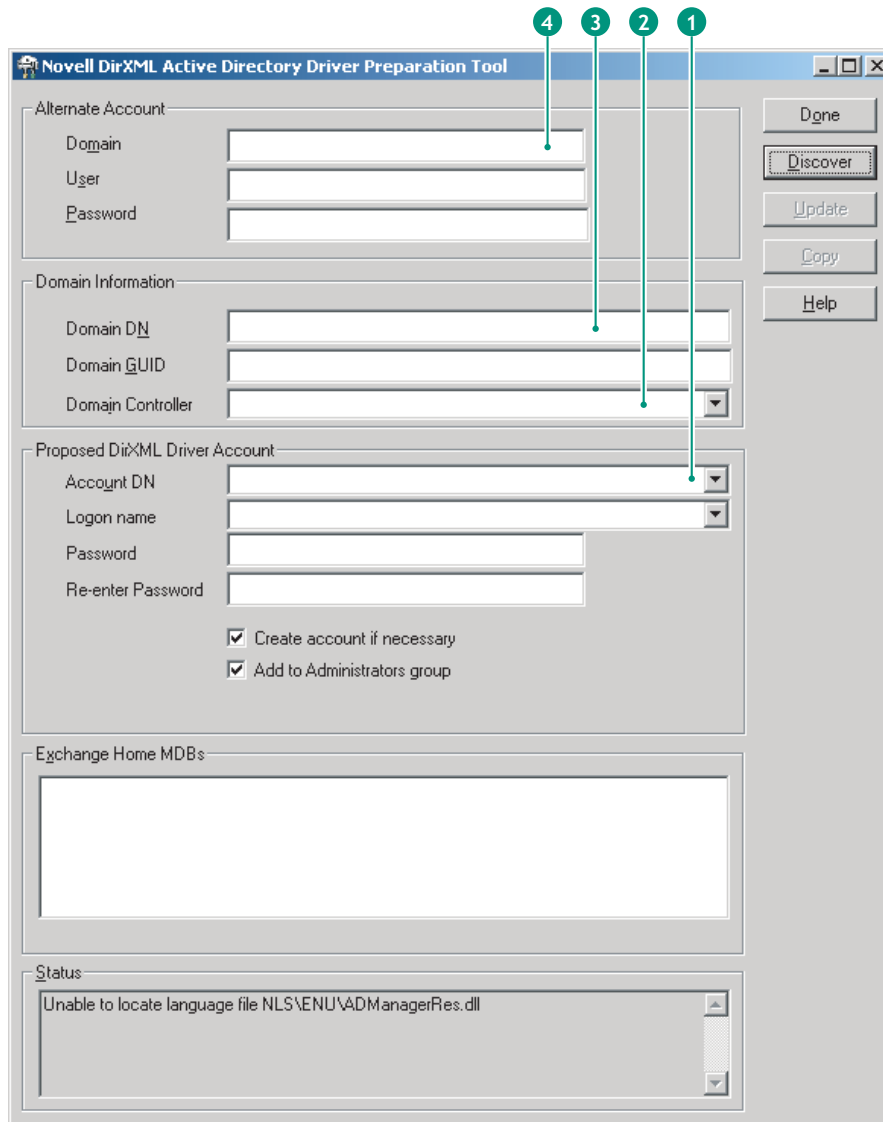 4 3 2 1
Novell DirXML Active Directory Driver Preparation Tool
Alternate Account
Domain
User
Password
Done
Discover
Update
Copy
Help
Domain Information
Domain DN
Domain GUID
Domain Controller
Proposed DirXML Driver Account
Account DN
Logon name
Password
Re-enter Password
Create account if necessary
Add to Administrators group
Exchange Home MDBs
Status
Unable to locate language file NLS\ENU\ADManagerRes.dll